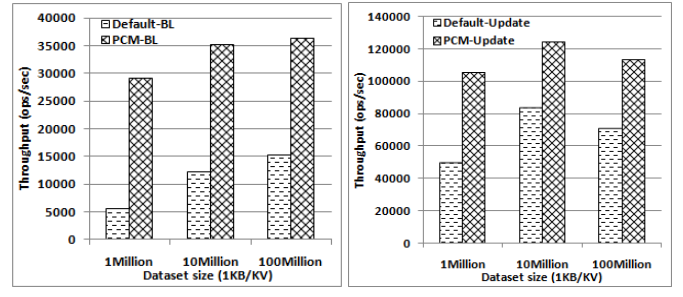 Default-BL
PCM-BL
40000
35000
30000
25000
20000
15000
10000
5000
0
Throughput (ops/sec)
1Million
10Million
100Million
Dataset size (1KB/KV)
Default-Update
PCM-Update
140000
120000
100000
80000
60000
40000
20000
0
Throughput (ops/sec)
1Million
10Million
100Million
Dataset size (1KB/KV)